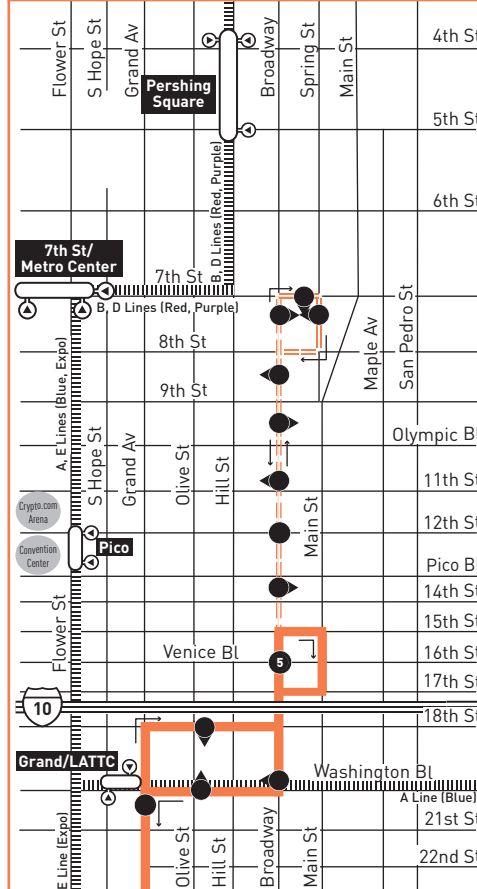 Flower St
S Hope St
Grand Av
Broadway
Spring St
Main St
4th St
Pershing
Square
5th St
B, D Lines (Red, Purple)
6th St
7th St/
Metro Center
7th St
B, D Lines (Red, Purple)
8th St
Maple Av
San Pedro St
9th St
A, E Lines (Blue, Expo)
S Hope St
Grand Av
Olive St
Hill St
Main St
Olympic Bl
11th St
Crypto.com
Arena
12th St
Convention
Center
Pico
Pico Bl
14th St
15th St
Flower St
Venice Bl
5
16th St
17th St
10
18th St
Grand/LATTC
Washington Bl
A Line (Blue)
21st St
E Line (Expo)
Olive St
Hill St
Broadway
Main St
22nd St